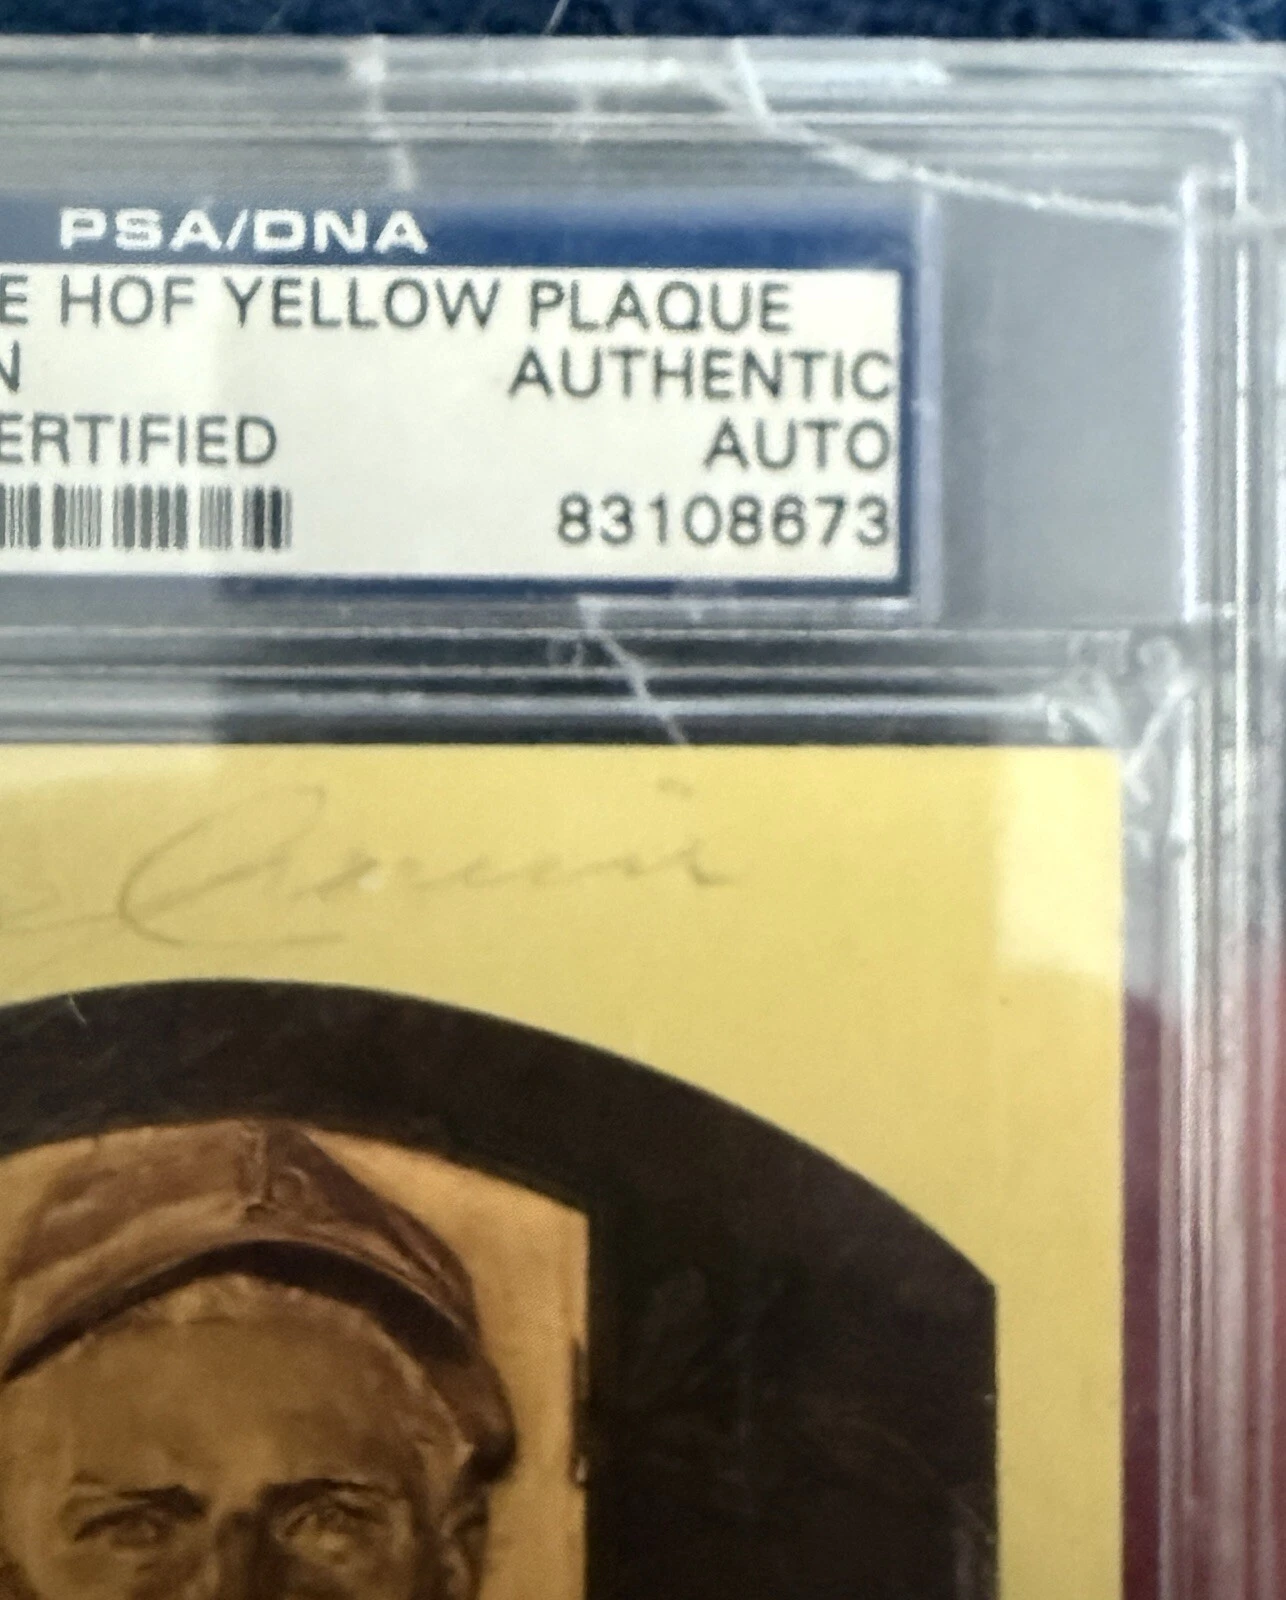 PSA/DNA
E HOF YELLOW PLAQUE
N AUTHENTIC
ERTIFIED AUTO
83108673